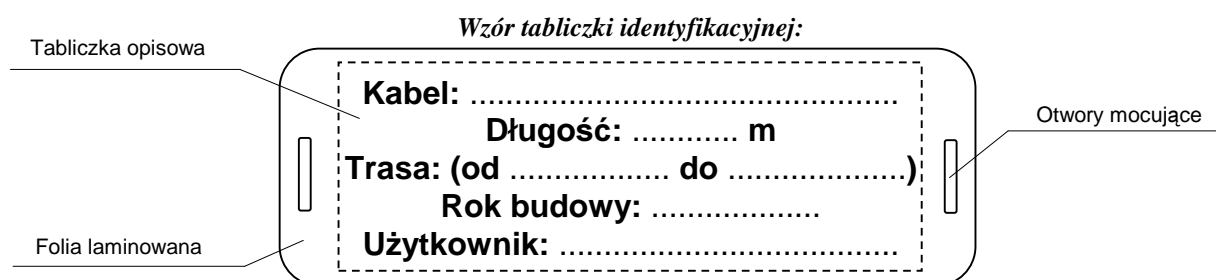 Wzór tabliczki identyfikacyjnej:
Tabliczka opisowa
Kabel: ................................................
Długość: ............ m
Otwory mocujące
Trasa: (od .................. do ....................)
Rok budowy: ...................
Folia laminowana
Użytkownik: ......................................